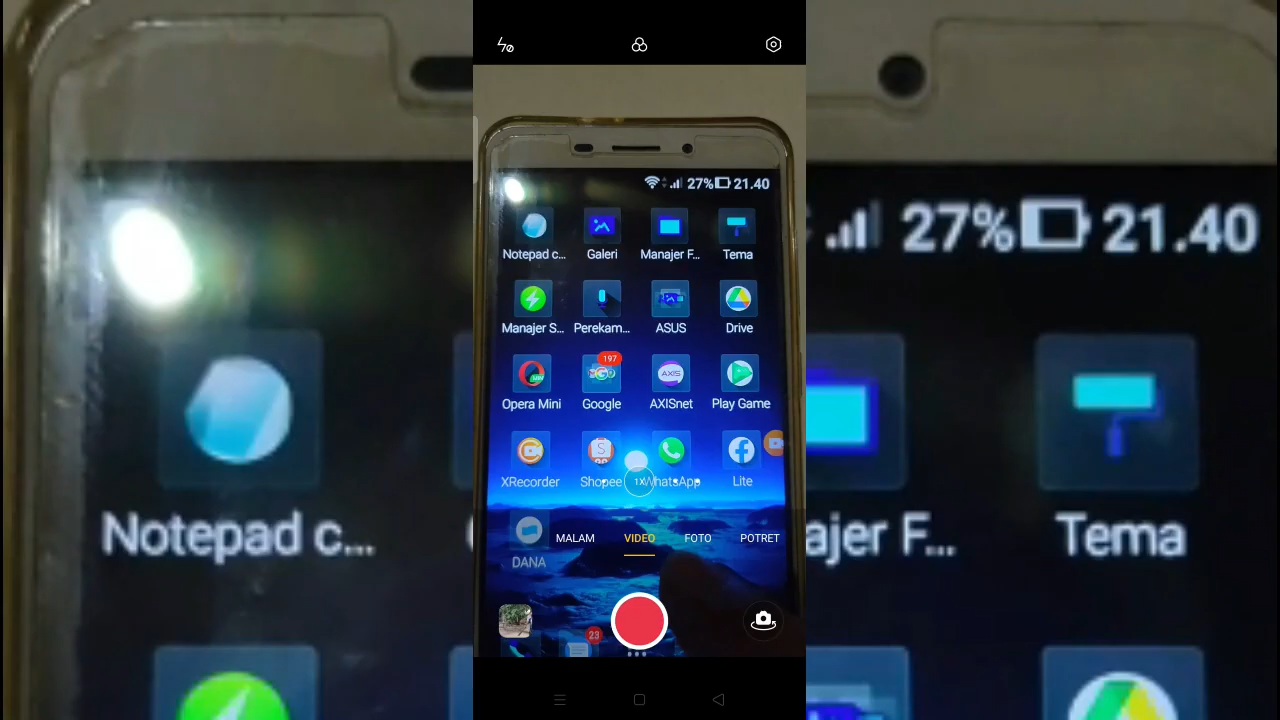 27% 21.40
Notepad c... Galeri Manajer F... Tema
Manajer S... Perekam... ASUS Drive
197
Opera Mini Google AXISnet Play Game
AXIS
XRecorder Shopee WhatsApp Lite
1X
DANA
MALAM VIDEO FOTO POTRET
23
27% 21.40
Notepad c...
ajer F... Tema